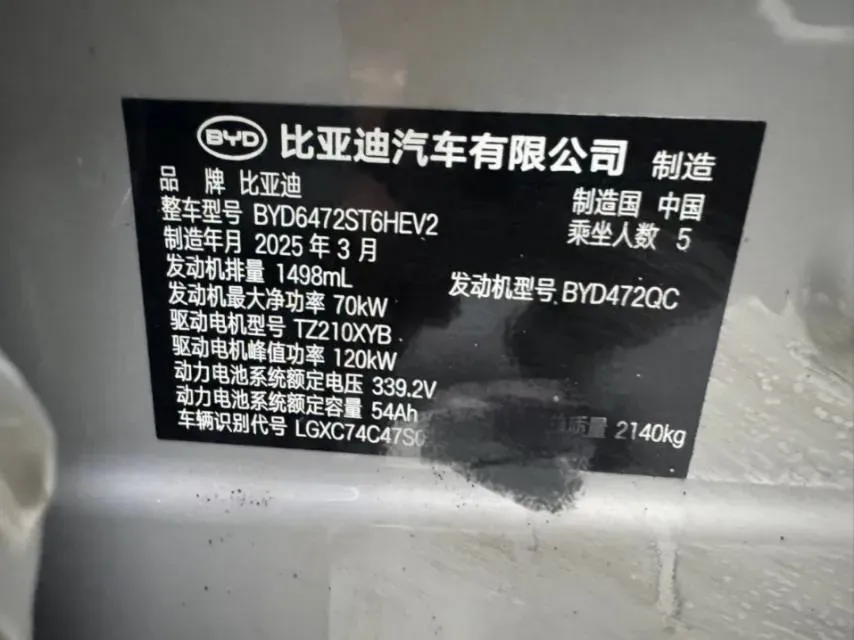 BYD 比亚迪汽车有限公司 制造
品 牌 比亚迪 制造国 中国
整车型号 BYD6472ST6HEV2 乘坐人数 5
制造年月 2025 年 3 月
发动机排量 1498mL 发动机型号 BYD472QC
发动机最大净功率 70kW
驱动电机型号 TZ210XYB
驱动电机峰值功率 120kW
动力电池系统额定电压 339.2V
动力电池系统额定容量 54Ah
车辆识别代号 LGXC74C47S 质量 2140kg